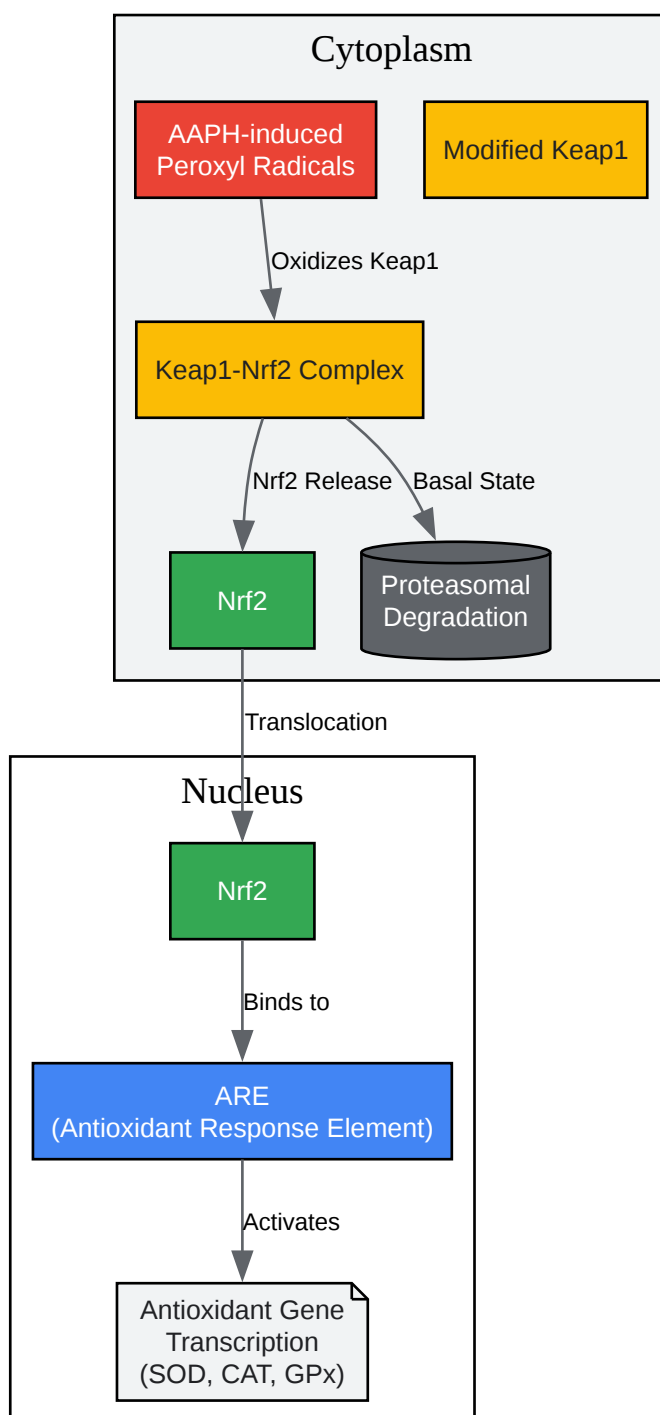 Cytoplasm
AAPH-induced
Peroxyl Radicals
Modified Keap1
Oxidizes Keap1
Keap1-Nrf2 Complex
Nrf2 Release
Basal State
Nrf2
Proteasomal
Degradation
Translocation
Nucleus
Nrf2
Binds to
ARE
(Antioxidant Response Element)
Activates
Antioxidant Gene
Transcription
(SOD, CAT, GPx)